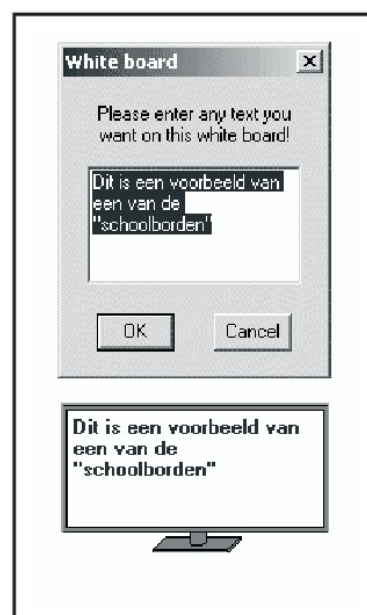 White board
Please enter any text you
want on this white board!
Dit is een voorbeeld van
een van de
"schoolborden"
OK
Cancel
Dit is een voorbeeld van
een van de
"schoolborden"